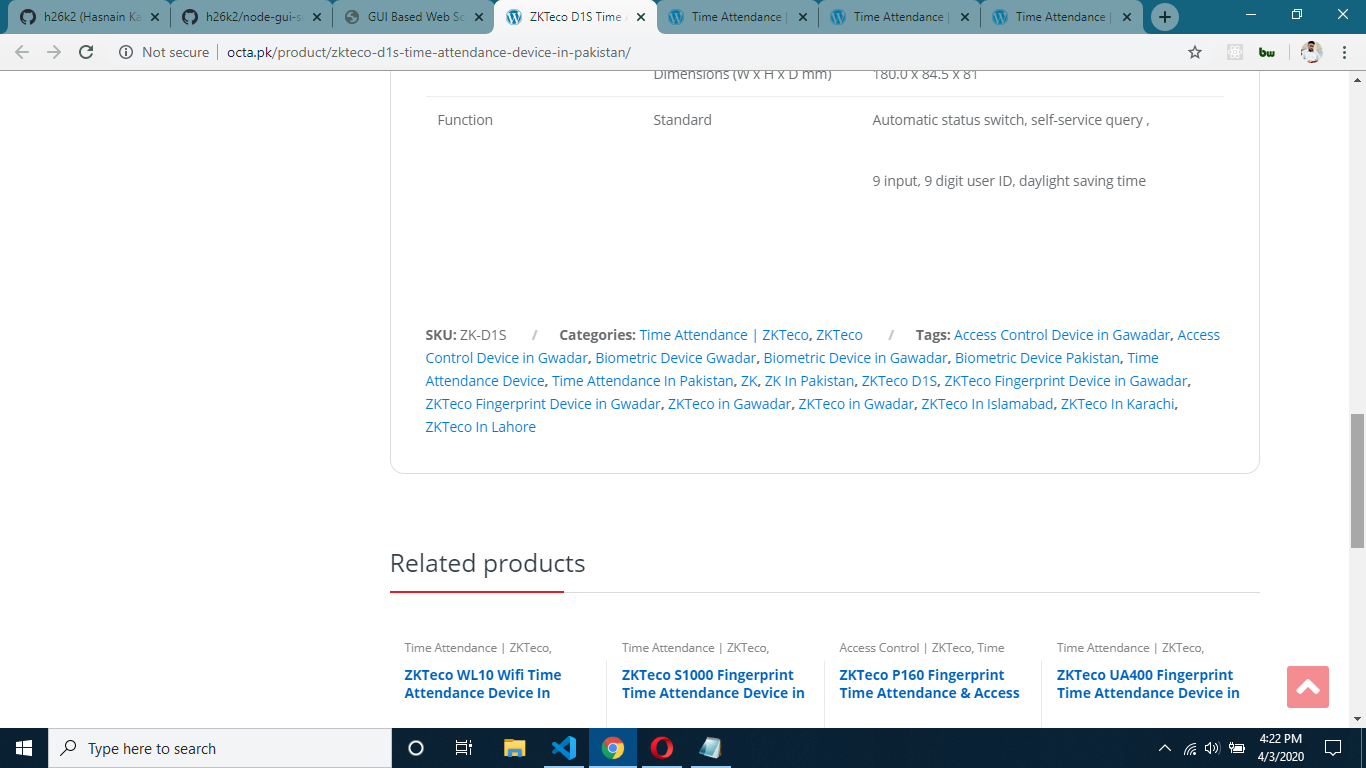 h26k2 (Hasnain Ka
h26k2/node-gui-s
GUI Based Web Sc
ZKTeco D1S Time
Time Attendance |
Time Attendance |
Time Attendance |
Not secure
octa.pk/product/zkteco-d1s-time-attendance-device-in-pakistan/
bw
Dimensions (W x H x D mm) 180.0 x 84.5 x 81
Function Standard Automatic status switch, self-service query ,
9 input, 9 digit user ID, daylight saving time
SKU: ZK-D1S / Categories: Time Attendance | ZKTeco, ZKTeco / Tags: Access Control Device in Gawadar, Access
Control Device in Gwadar, Biometric Device Gwadar, Biometric Device in Gawadar, Biometric Device Pakistan, Time
Attendance Device, Time Attendance In Pakistan, ZK, ZK In Pakistan, ZKTeco D1S, ZKTeco Fingerprint Device in Gawadar,
ZKTeco Fingerprint Device in Gwadar, ZKTeco in Gawadar, ZKTeco in Gwadar, ZKTeco In Islamabad, ZKTeco In Karachi,
ZKTeco In Lahore
Related products
Time Attendance | ZKTeco,
ZKTeco WL10 Wifi Time
Attendance Device In
Time Attendance | ZKTeco,
ZKTeco S1000 Fingerprint
Time Attendance Device in
Access Control | ZKTeco, Time
ZKTeco P160 Fingerprint
Time Attendance & Access
Time Attendance | ZKTeco,
ZKTeco UA400 Fingerprint
Time Attendance Device in
Type here to search
4:22 PM
4/3/2020